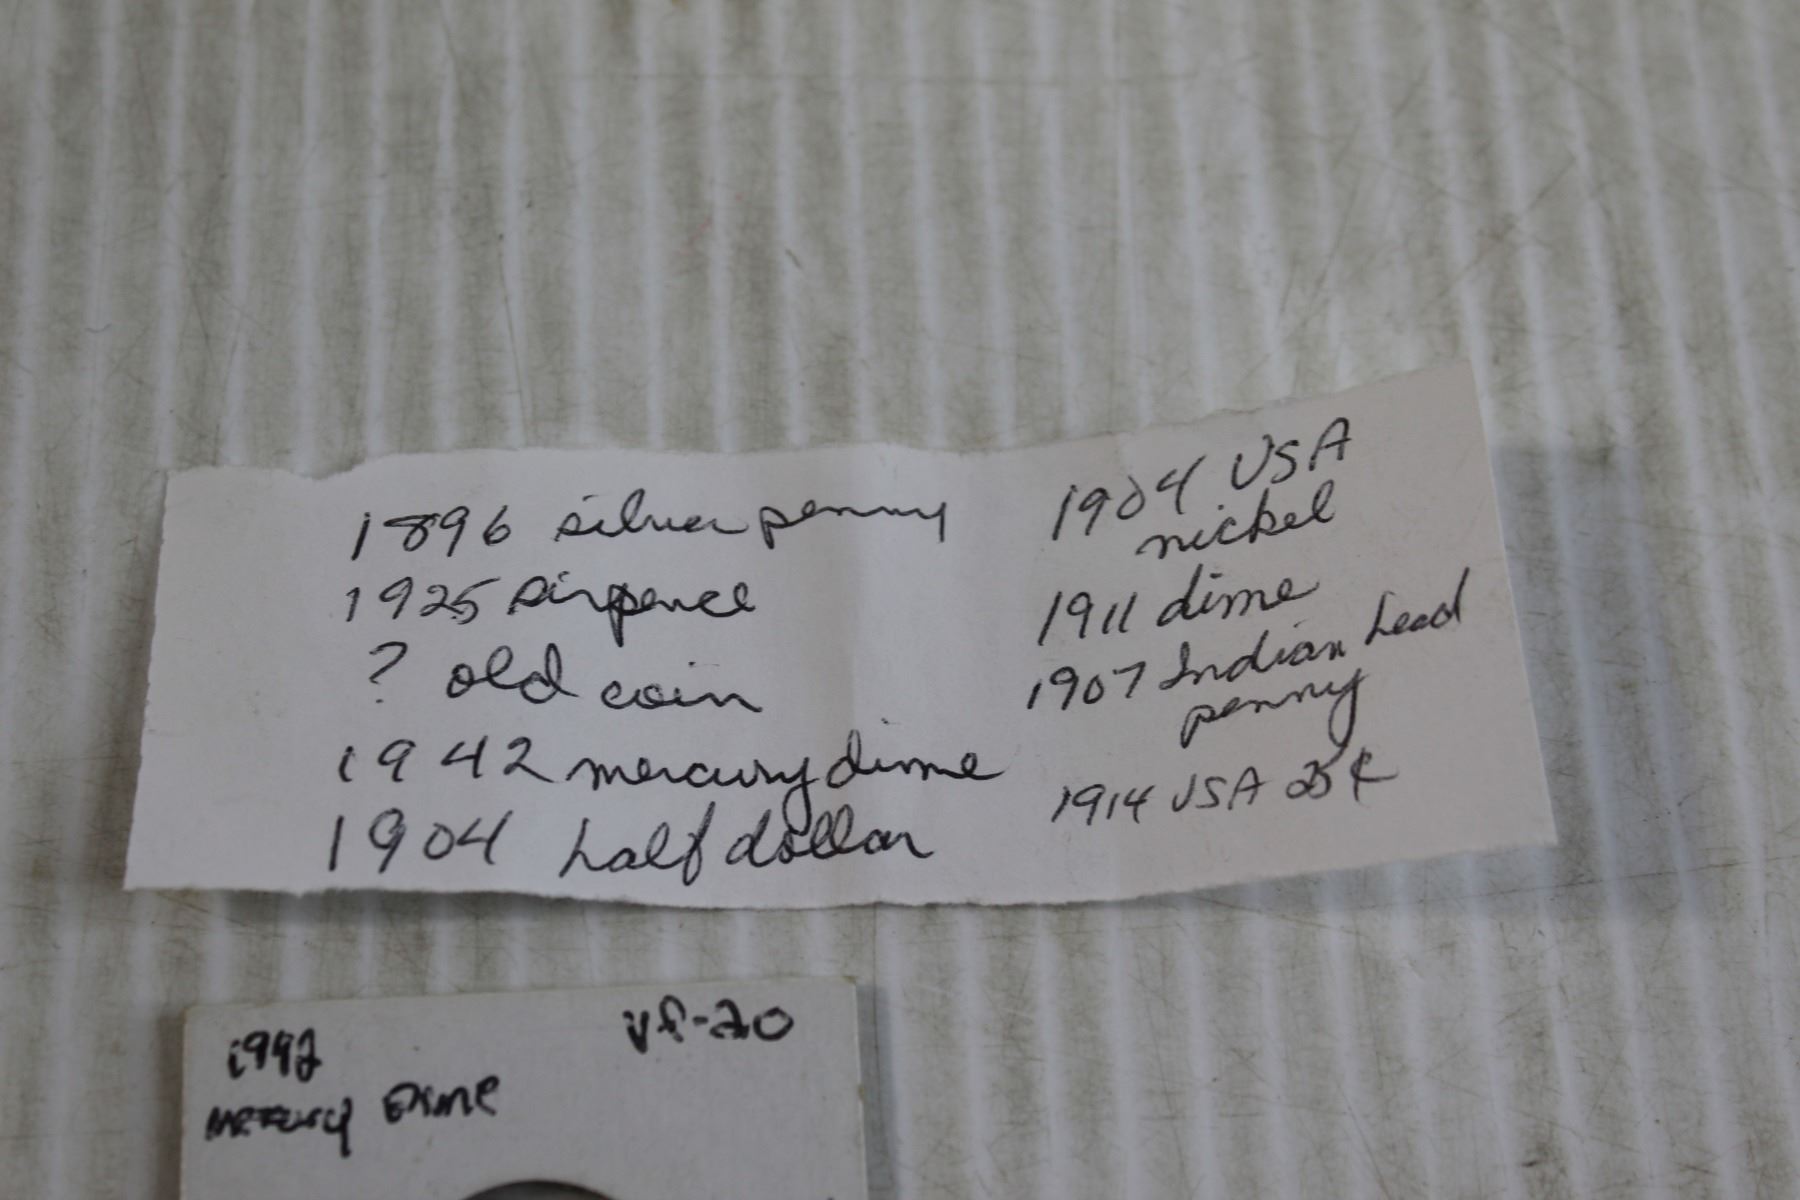 1896 silver penny
1925 sixpence
? old coin
1942 mercury dime
1904 half dollar
1904 USA
nickel
1911 dime
1907 Indian head
penny
1914 USA 25¢
1942
VF-20
MERCURY DIME